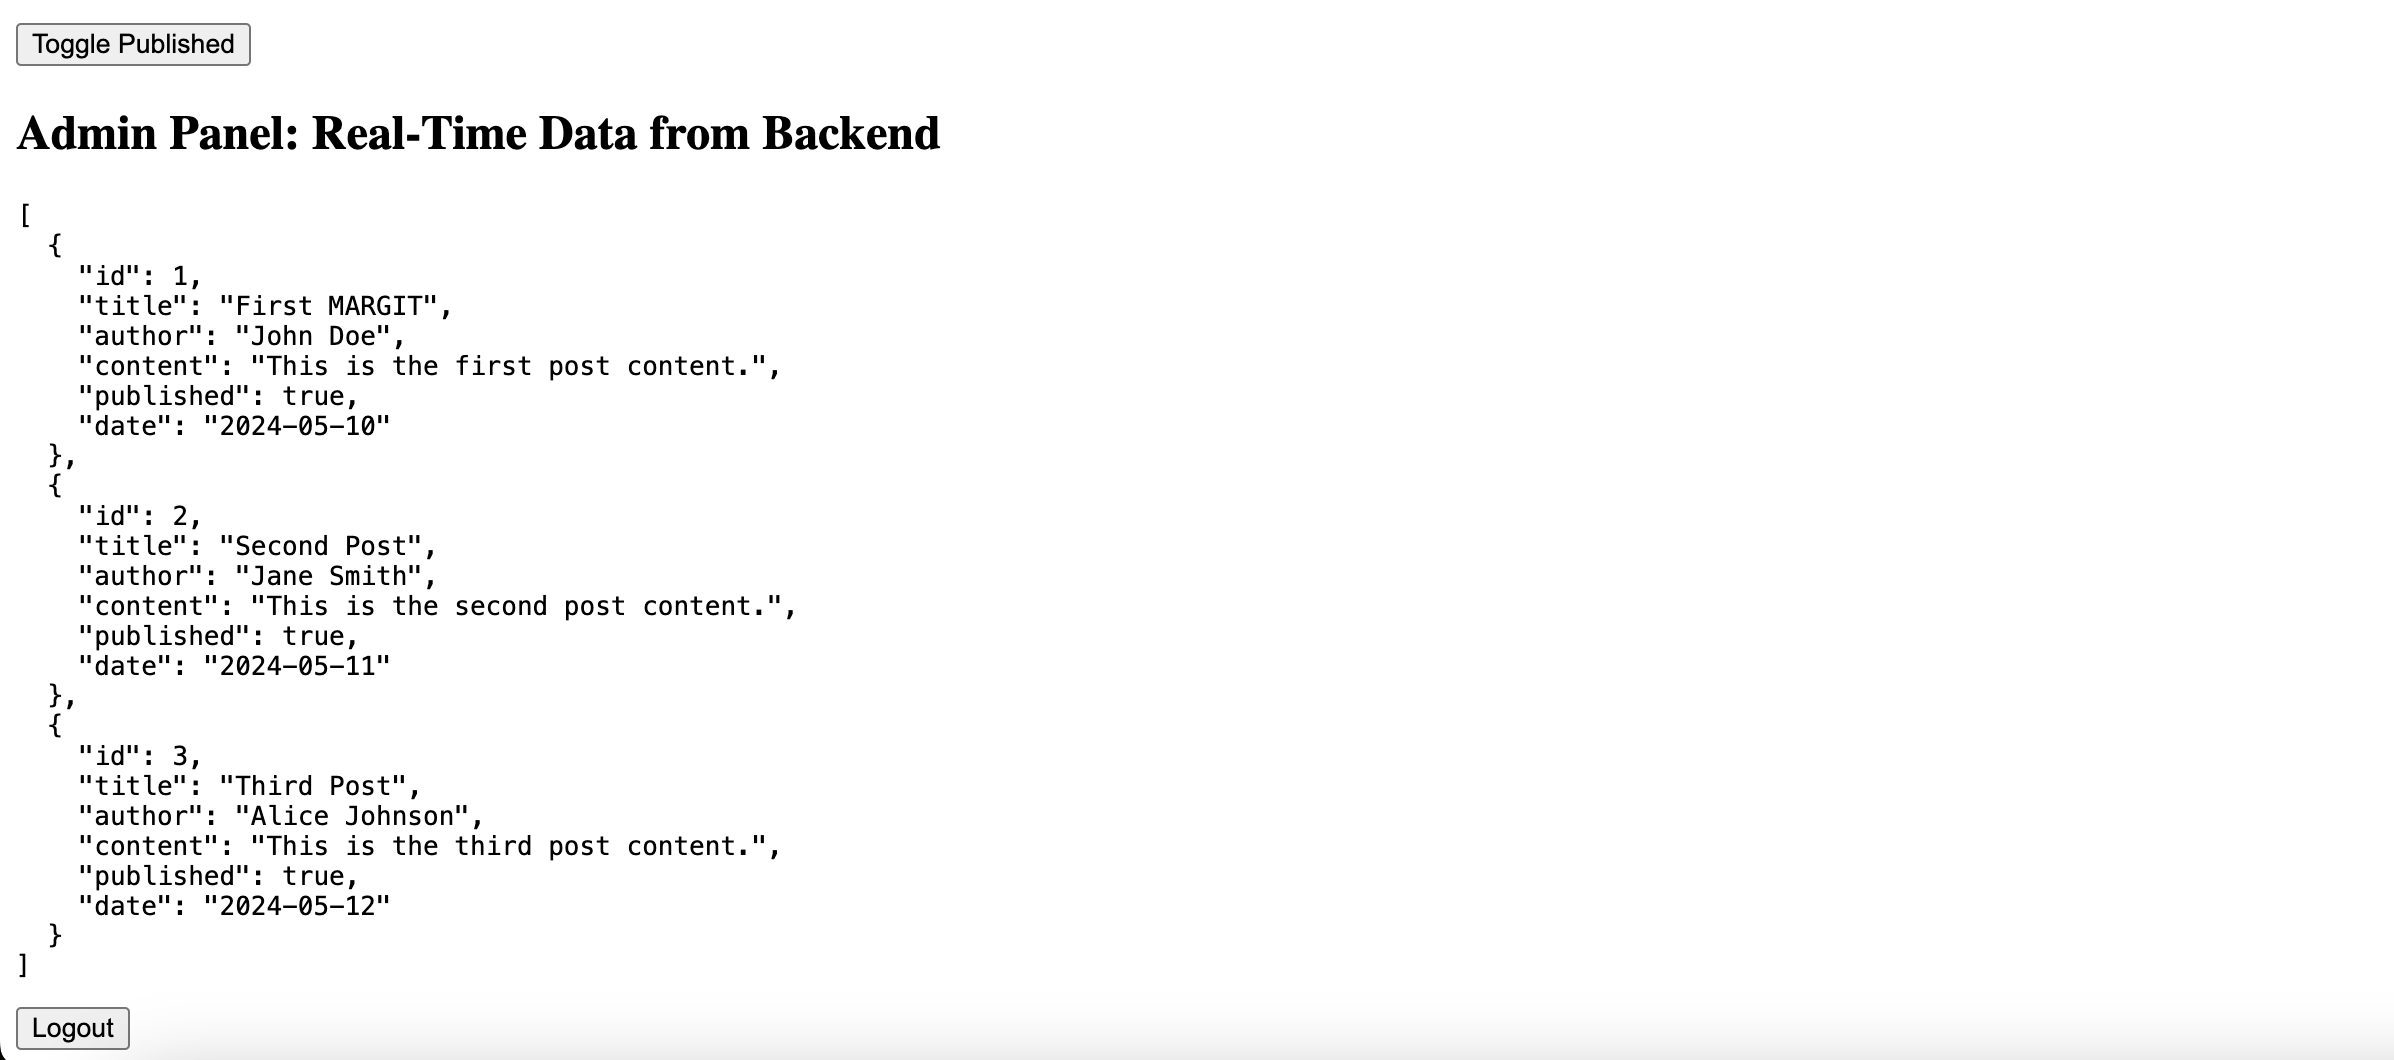 Toggle Published
Admin Panel: Real-Time Data from Backend
[
  {
    "id": 1,
    "title": "First MARGIT",
    "author": "John Doe",
    "content": "This is the first post content.",
    "published": true,
    "date": "2024-05-10"
  },
  {
    "id": 2,
    "title": "Second Post",
    "author": "Jane Smith",
    "content": "This is the second post content.",
    "published": true,
    "date": "2024-05-11"
  },
  {
    "id": 3,
    "title": "Third Post",
    "author": "Alice Johnson",
    "content": "This is the third post content.",
    "published": true,
    "date": "2024-05-12"
  }
]
Logout